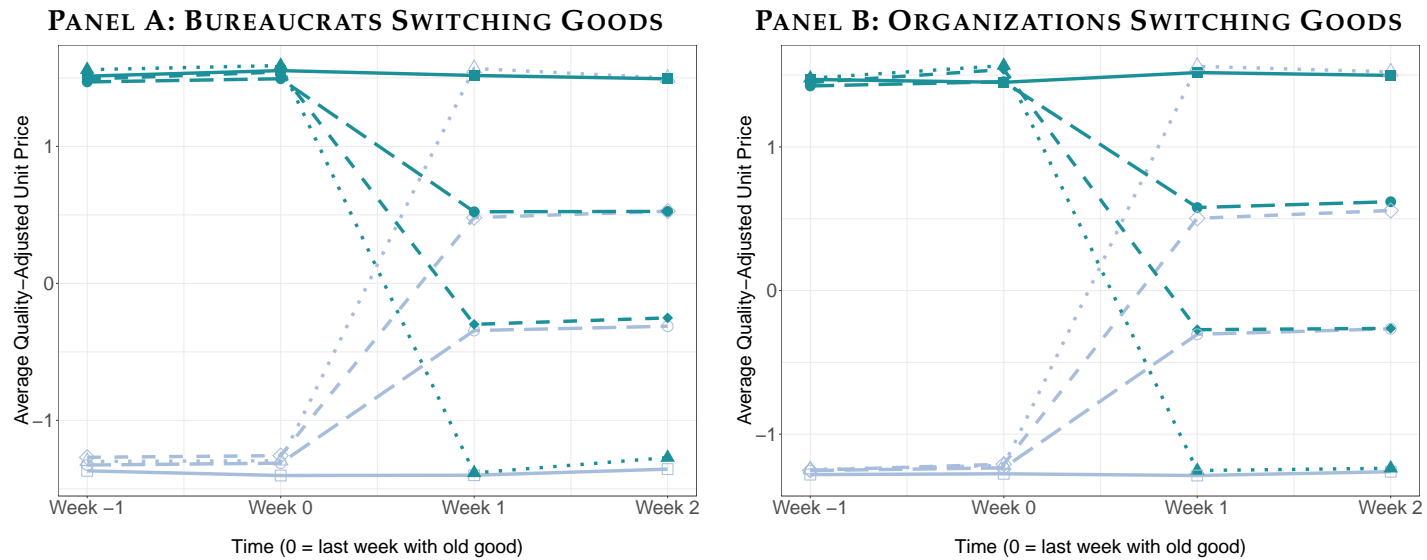 PANEL A: BUREAUCRATS SWITCHING GOODS
Average Quality−Adjusted Unit Price
1
0
−1
Week −1 Week 0 Week 1 Week 2
Time (0 = last week with old good)
PANEL B: ORGANIZATIONS SWITCHING GOODS
Average Quality−Adjusted Unit Price
1
0
−1
Week −1 Week 0 Week 1 Week 2
Time (0 = last week with old good)